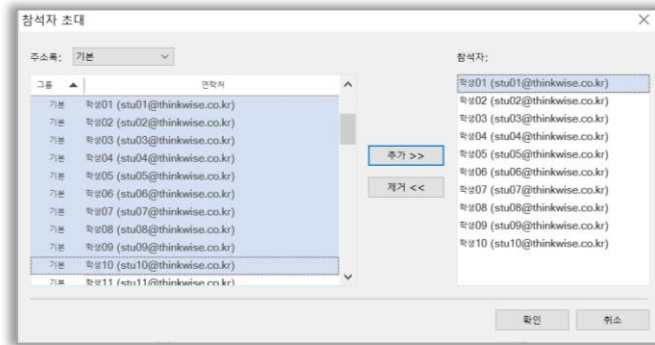 참석자 초대
주소록: 기본
그룹 연락처
기본 학생01 (stu01@thinkwise.co.kr)
기본 학생02 (stu02@thinkwise.co.kr)
기본 학생03 (stu03@thinkwise.co.kr)
기본 학생04 (stu04@thinkwise.co.kr)
기본 학생05 (stu05@thinkwise.co.kr)
기본 학생06 (stu06@thinkwise.co.kr)
기본 학생07 (stu07@thinkwise.co.kr)
기본 학생08 (stu08@thinkwise.co.kr)
기본 학생09 (stu09@thinkwise.co.kr)
기본 학생10 (stu10@thinkwise.co.kr)
기본 학생11 (stu11@thinkwise.co.kr)
추가 >>
제거 <<
참석자:
학생01 (stu01@thinkwise.co.kr)
학생02 (stu02@thinkwise.co.kr)
학생03 (stu03@thinkwise.co.kr)
학생04 (stu04@thinkwise.co.kr)
학생05 (stu05@thinkwise.co.kr)
학생06 (stu06@thinkwise.co.kr)
학생07 (stu07@thinkwise.co.kr)
학생08 (stu08@thinkwise.co.kr)
학생09 (stu09@thinkwise.co.kr)
학생10 (stu10@thinkwise.co.kr)
확인 취소